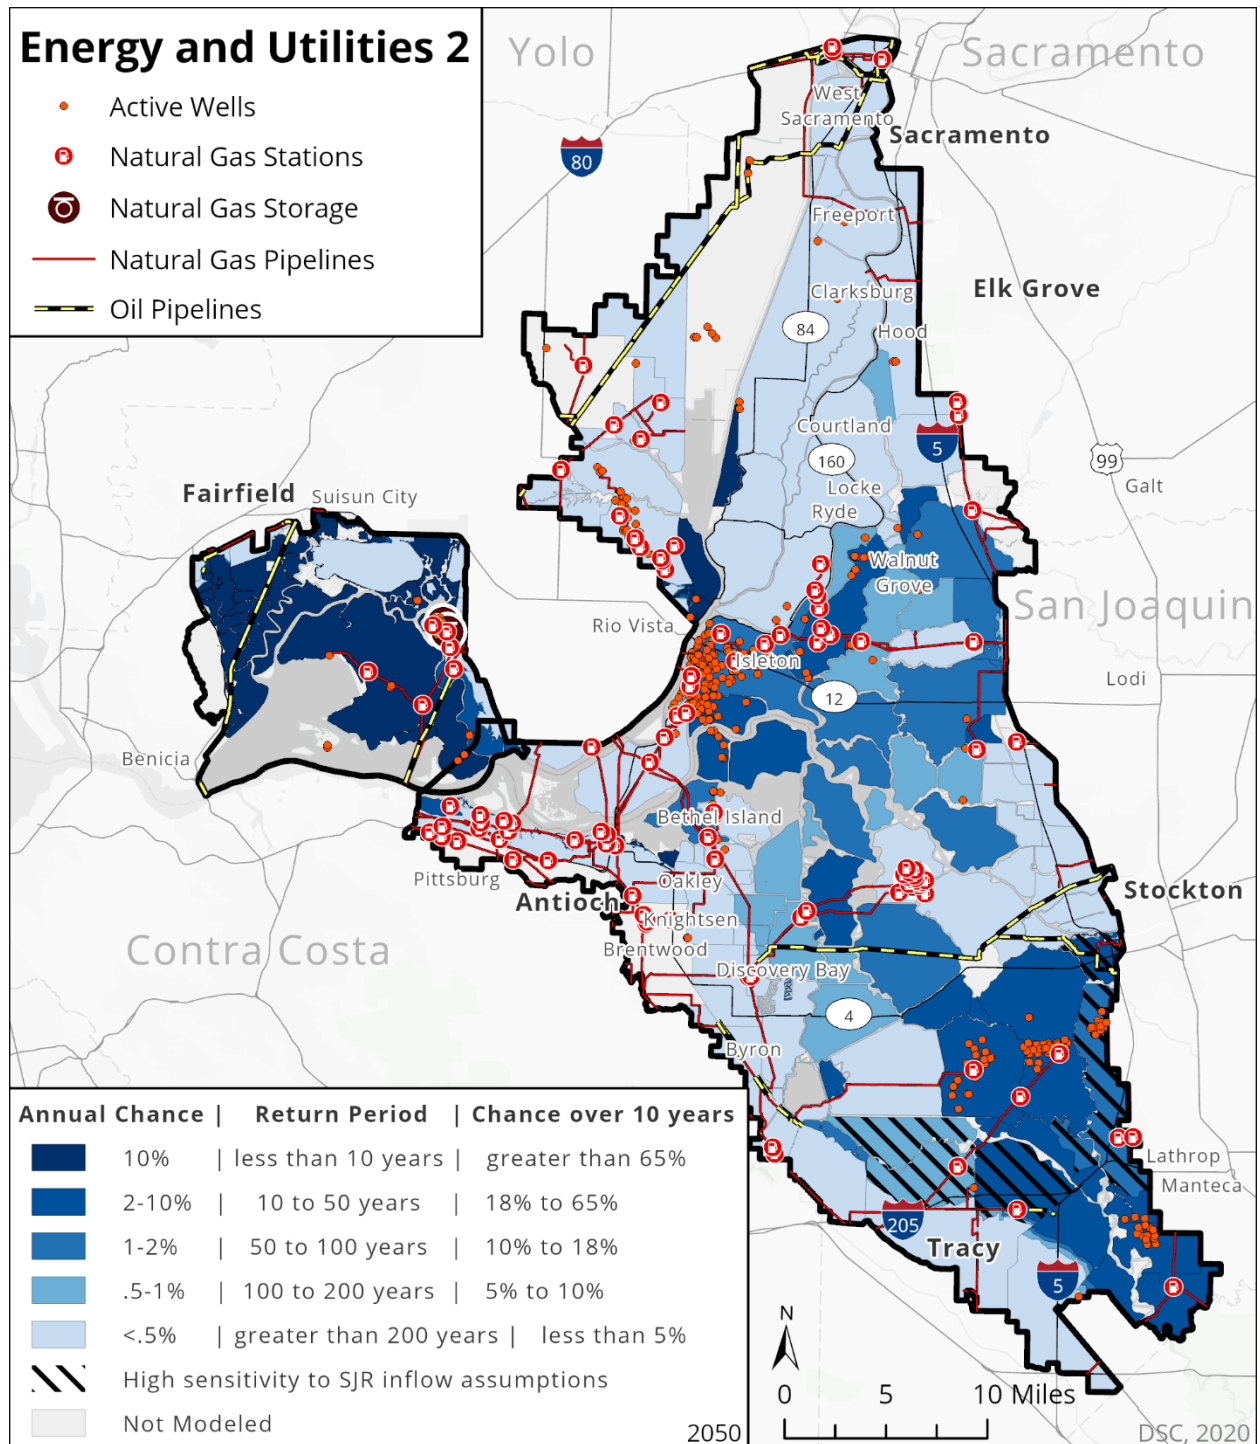 Energy and Utilities 2
Active Wells
Natural Gas Stations
Natural Gas Storage
Natural Gas Pipelines
Oil Pipelines
Yolo
Sacramento
West
Sacramento
Sacramento
80
Freeport
Elk Grove
Clarksburg
84
Hood
Courtland
5
160
99
Galt
Locke
Ryde
Fairfield
Suisun City
Walnut
Grove
San Joaquin
Rio Vista
Isleton
Lodi
12
Benicia
Bethel Island
Pittsburg
Oakley
Antioch
Stockton
Knightsen
Brentwood
Contra Costa
Discovery Bay
4
Byron
Lathrop
Manteca
205
Tracy
5
Annual Chance | Return Period | Chance over 10 years
10% | less than 10 years | greater than 65%
2-10% | 10 to 50 years | 18% to 65%
1-2% | 50 to 100 years | 10% to 18%
.5-1% | 100 to 200 years | 5% to 10%
<.5% | greater than 200 years | less than 5%
High sensitivity to SJR inflow assumptions
Not Modeled
N
0 5 10 Miles
2050
DSC, 2020